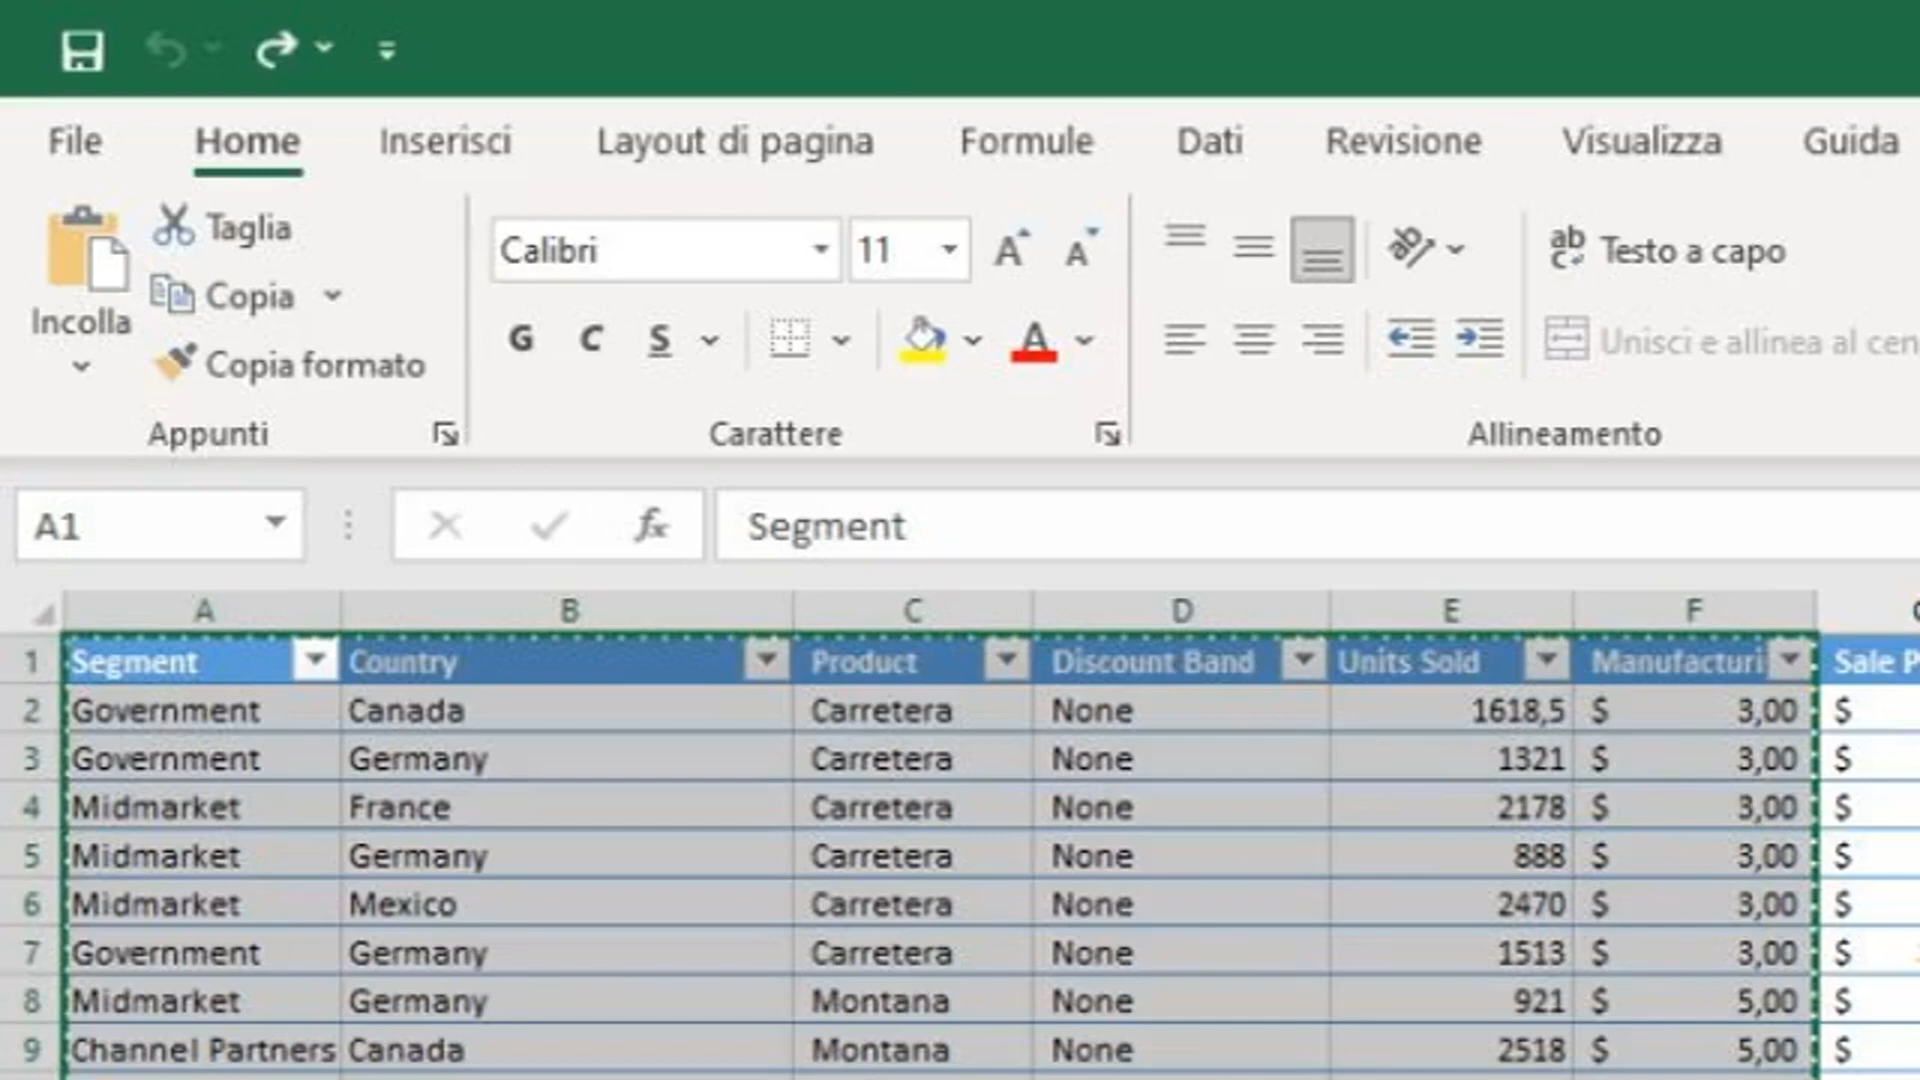 File Home Inserisci Layout di pagina Formule Dati Revisione Visualizza Guida
Taglia
Calibri 11 Testo a capo
Copia
Incolla
G C S A Unisci e allinea al cen
Copia formato
Appunti Carattere Allineamento
A1 fx Segment
A B C D E F
1 Segment Country Product Discount Band Units Sold Manufacturi Sale P
2 Government Canada Carretera None 1618,5 $ 3,00 $
3 Government Germany Carretera None 1321 $ 3,00 $
4 Midmarket France Carretera None 2178 $ 3,00 $
5 Midmarket Germany Carretera None 888 $ 3,00 $
6 Midmarket Mexico Carretera None 2470 $ 3,00 $
7 Government Germany Carretera None 1513 $ 3,00 $
8 Midmarket Germany Montana None 921 $ 5,00 $
9 Channel Partners Canada Montana None 2518 $ 5,00 $